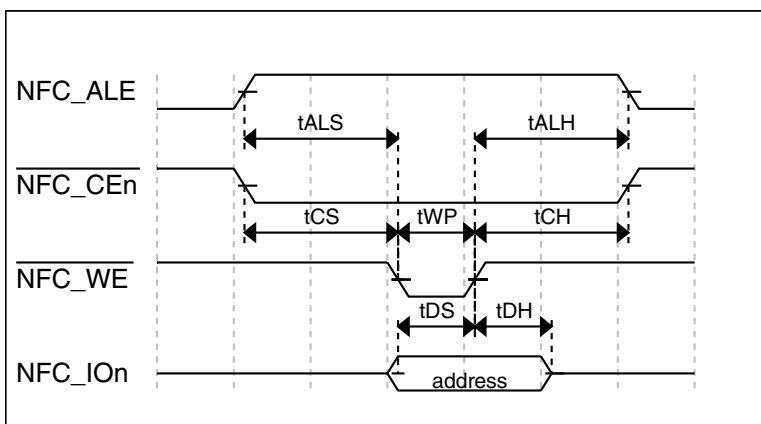 NFC_ALE
tALS tALH
NFC_CEn
tCS tWP tCH
NFC_WE
tDS tDH
NFC_IOn
address